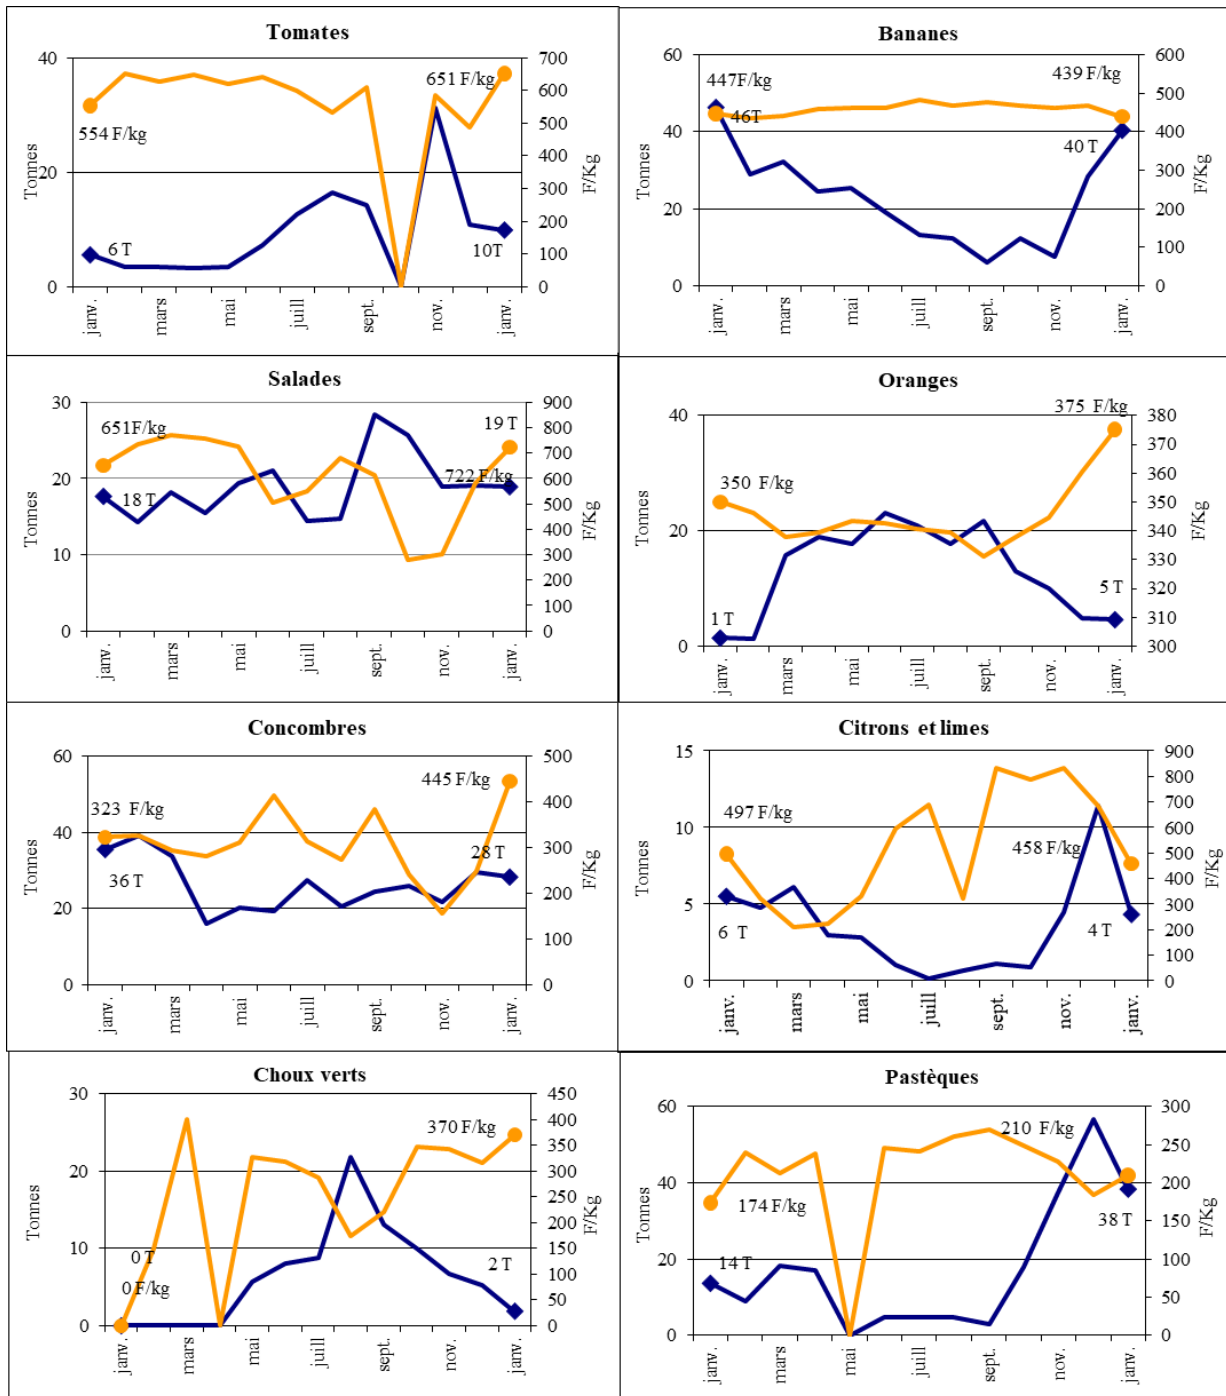 Tomates
40
20
0
700
600
500
400
300
200
100
0
Tonnes
F/Kg
554 F/kg
6 T
651 F/kg
10T
janv.
mars
mai
juill
sept.
nov.
janv.
Bananes
60
40
20
0
600
500
400
300
200
100
0
Tonnes
F/Kg
447F/kg
46T
439 F/kg
40 T
janv.
mars
mai
juill
sept.
nov.
janv.
Salades
30
20
10
0
900
800
700
600
500
400
300
200
100
0
Tonnes
F/Kg
651F/kg
18 T
19 T
722 F/kg
janv.
mars
mai
juill
sept.
nov.
janv.
Oranges
40
20
0
380
370
360
350
340
330
320
310
300
Tonnes
F/Kg
350 F/kg
1 T
375 F/kg
5 T
janv.
mars
mai
juill
sept.
nov.
janv.
Concombres
60
40
20
0
500
400
300
200
100
0
Tonnes
F/Kg
323 F/kg
36 T
445 F/kg
28 T
janv.
mars
mai
juill
sept.
nov.
janv.
Citrons et limes
15
10
5
0
900
800
700
600
500
400
300
200
100
0
Tonnes
F/Kg
497 F/kg
6 T
458 F/kg
4 T
janv.
mars
mai
juill
sept.
nov.
janv.
Choux verts
30
20
10
0
450
400
350
300
250
200
150
100
50
0
Tonnes
F/Kg
0 T
0 F/kg
370 F/kg
2 T
janv.
mars
mai
juill
sept.
nov.
janv.
Pastèques
60
40
20
0
300
250
200
150
100
50
0
Tonnes
F/Kg
174 F/kg
14 T
210 F/kg
38 T
janv.
mars
mai
juill
sept.
nov.
janv.